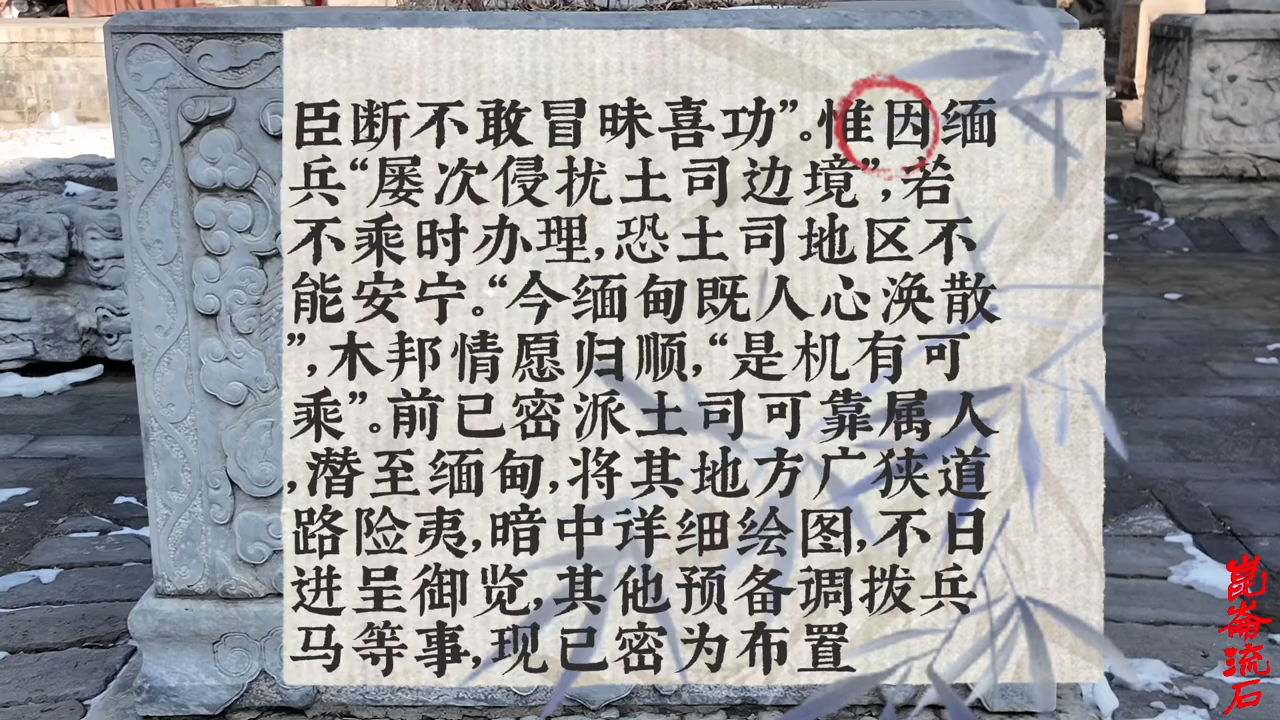 臣断不敢冒昧喜功”。惟因缅
兵“屡次侵扰土司边境”,若
不乘时办理,恐土司地区不
能安宁。“今缅甸既人心涣散
”,木邦情愿归顺,“是机有可
乘”。前已密派土司可靠属人
,潜至缅甸,将其地方广狭道
路险夷,暗中详细绘图,不日
进呈御览,其他预备调拨兵
马等事,现已密为布置
崑崙流石